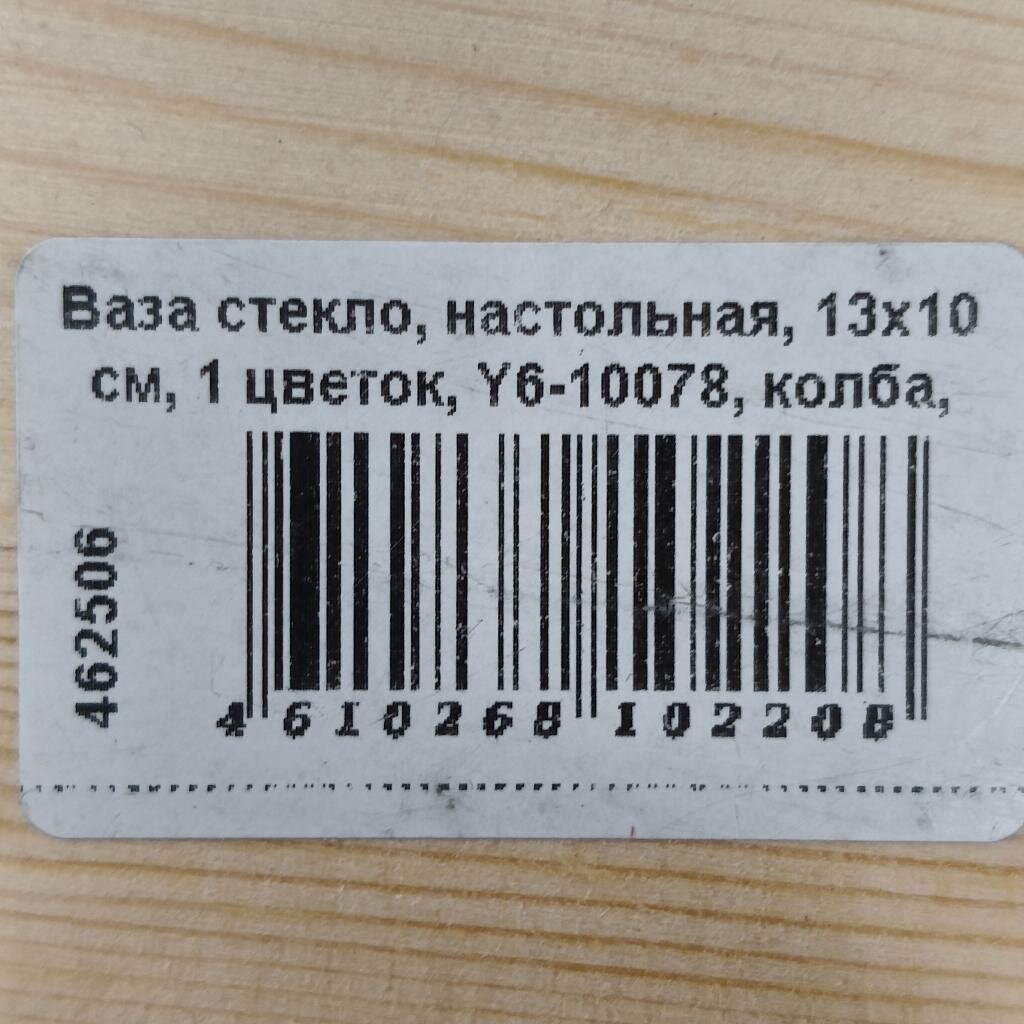 Ваза стекло, настольная, 13х10
см, 1 цветок, Y6-10078, колба,
462506
4 610268 102208